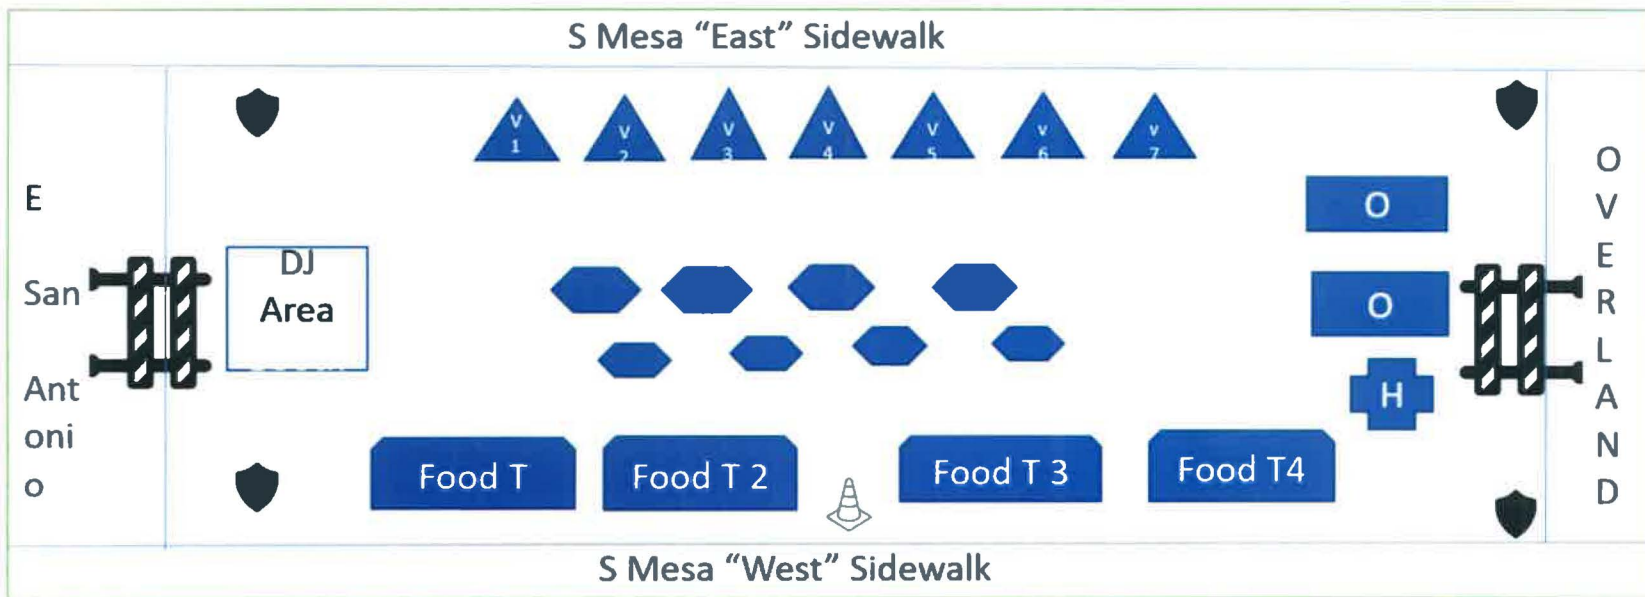 S Mesa “East” Sidewalk
V
1
V
2
V
3
V
4
V
5
v
6
v
7
E
San
Ant
oni
o
DJ
Area
O
O
H
O
V
E
R
L
A
N
D
Food T
Food T 2
Food T 3
Food T4
S Mesa “West” Sidewalk